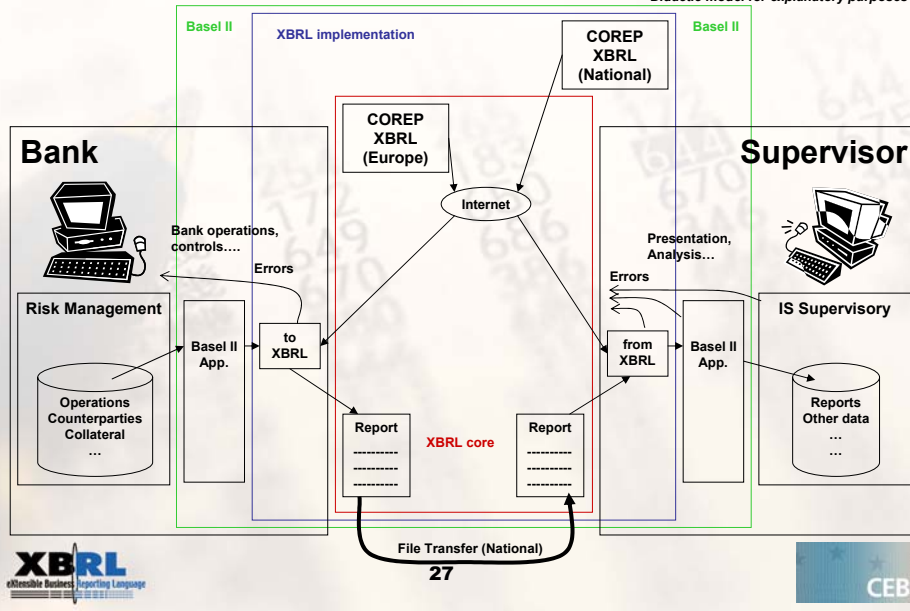 Didactic Model for explanatory purposes
Basel II
XBRL implementation
COREP
XBRL
(National)
Basel II
COREP
XBRL
(Europe)
Bank
Supervisor
Internet
Bank operations,
controls….
Errors
Presentation,
Analysis…
Errors
Risk Management
Basel II
App.
to
XBRL
from
XBRL
Basel II
App.
IS Supervisory
Operations
Counterparties
Collateral
…
Report
----------
----------
----------
XBRL core
Report
----------
----------
----------
Reports
Other data
…
…
File Transfer (National)
27
XBRL
eXtensible Business Reporting Language
CEB